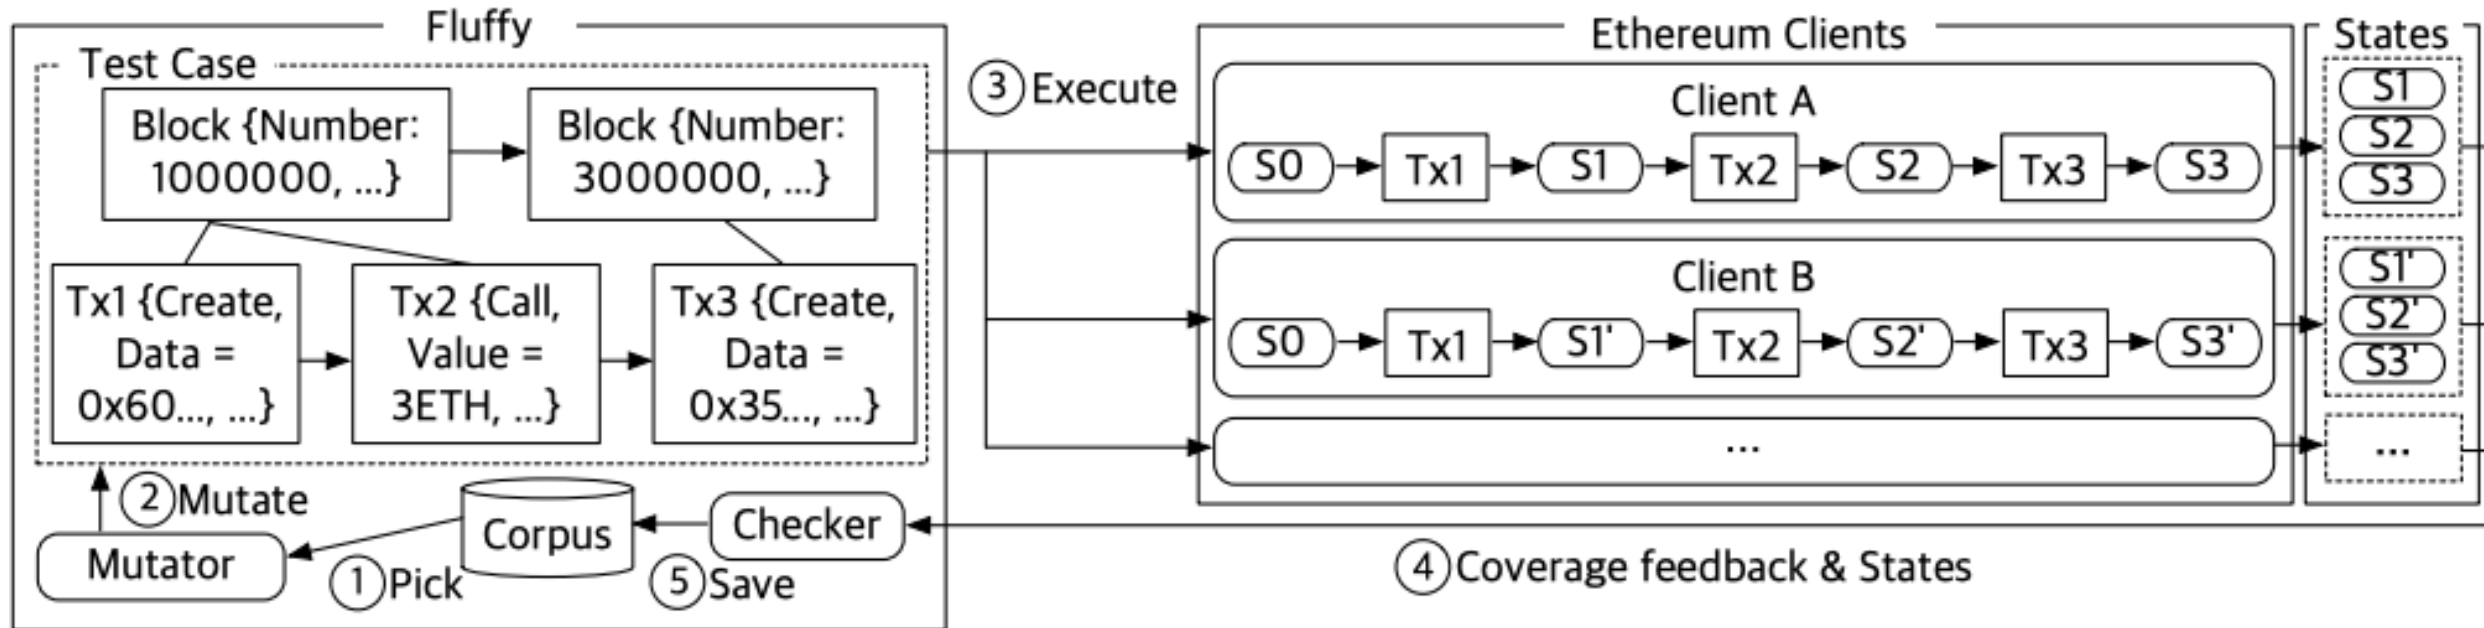 Fluffy
Test Case
Block {Number:
1000000, ...}
Block {Number:
3000000, ...}
Tx1 {Create,
Data =
0x60..., ...}
Tx2 {Call,
Value =
3ETH, ...}
Tx3 {Create,
Data =
0x35..., ...}
② Mutate
Mutator
① Pick
Corpus
⑤ Save
Checker
③ Execute
Ethereum Clients
Client A
S0 Tx1 S1 Tx2 S2 Tx3 S3
Client B
S0 Tx1 S1' Tx2 S2' Tx3 S3'
...
States
S1
S2
S3
S1'
S2'
S3'
...
④ Coverage feedback & States